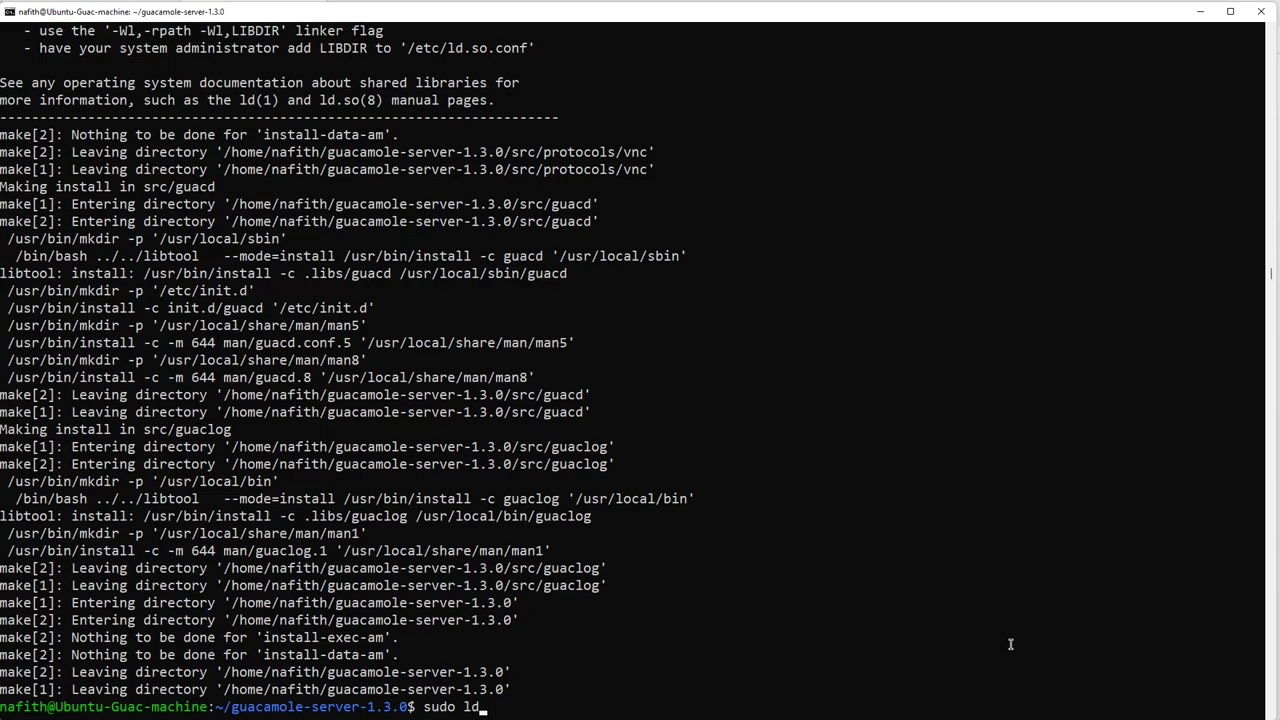 nafith@Ubuntu-Guac-machine: ~/guacamole-server-1.3.0
   - use the '-Wl,-rpath -Wl,LIBDIR' linker flag
   - have your system administrator add LIBDIR to '/etc/ld.so.conf'

See any operating system documentation about shared libraries for
more information, such as the ld(1) and ld.so(8) manual pages.
----------------------------------------------------------------------
make[2]: Nothing to be done for 'install-data-am'.
make[2]: Leaving directory '/home/nafith/guacamole-server-1.3.0/src/protocols/vnc'
make[1]: Leaving directory '/home/nafith/guacamole-server-1.3.0/src/protocols/vnc'
Making install in src/guacd
make[1]: Entering directory '/home/nafith/guacamole-server-1.3.0/src/guacd'
make[2]: Entering directory '/home/nafith/guacamole-server-1.3.0/src/guacd'
 /usr/bin/mkdir -p '/usr/local/sbin'
  /bin/bash ../../libtool   --mode=install /usr/bin/install -c guacd '/usr/local/sbin'
libtool: install: /usr/bin/install -c .libs/guacd /usr/local/sbin/guacd
 /usr/bin/mkdir -p '/etc/init.d'
 /usr/bin/install -c init.d/guacd '/etc/init.d'
 /usr/bin/mkdir -p '/usr/local/share/man/man5'
 /usr/bin/install -c -m 644 man/guacd.conf.5 '/usr/local/share/man/man5'
 /usr/bin/mkdir -p '/usr/local/share/man/man8'
 /usr/bin/install -c -m 644 man/guacd.8 '/usr/local/share/man/man8'
make[2]: Leaving directory '/home/nafith/guacamole-server-1.3.0/src/guacd'
make[1]: Leaving directory '/home/nafith/guacamole-server-1.3.0/src/guacd'
Making install in src/guaclog
make[1]: Entering directory '/home/nafith/guacamole-server-1.3.0/src/guaclog'
make[2]: Entering directory '/home/nafith/guacamole-server-1.3.0/src/guaclog'
 /usr/bin/mkdir -p '/usr/local/bin'
  /bin/bash ../../libtool   --mode=install /usr/bin/install -c guaclog '/usr/local/bin'
libtool: install: /usr/bin/install -c .libs/guaclog /usr/local/bin/guaclog
 /usr/bin/mkdir -p '/usr/local/share/man/man1'
 /usr/bin/install -c -m 644 man/guaclog.1 '/usr/local/share/man/man1'
make[2]: Leaving directory '/home/nafith/guacamole-server-1.3.0/src/guaclog'
make[1]: Leaving directory '/home/nafith/guacamole-server-1.3.0/src/guaclog'
make[1]: Entering directory '/home/nafith/guacamole-server-1.3.0'
make[2]: Entering directory '/home/nafith/guacamole-server-1.3.0'
make[2]: Nothing to be done for 'install-exec-am'.
make[2]: Nothing to be done for 'install-data-am'.
make[2]: Leaving directory '/home/nafith/guacamole-server-1.3.0'
make[1]: Leaving directory '/home/nafith/guacamole-server-1.3.0'
nafith@Ubuntu-Guac-machine:~/guacamole-server-1.3.0$ sudo ld